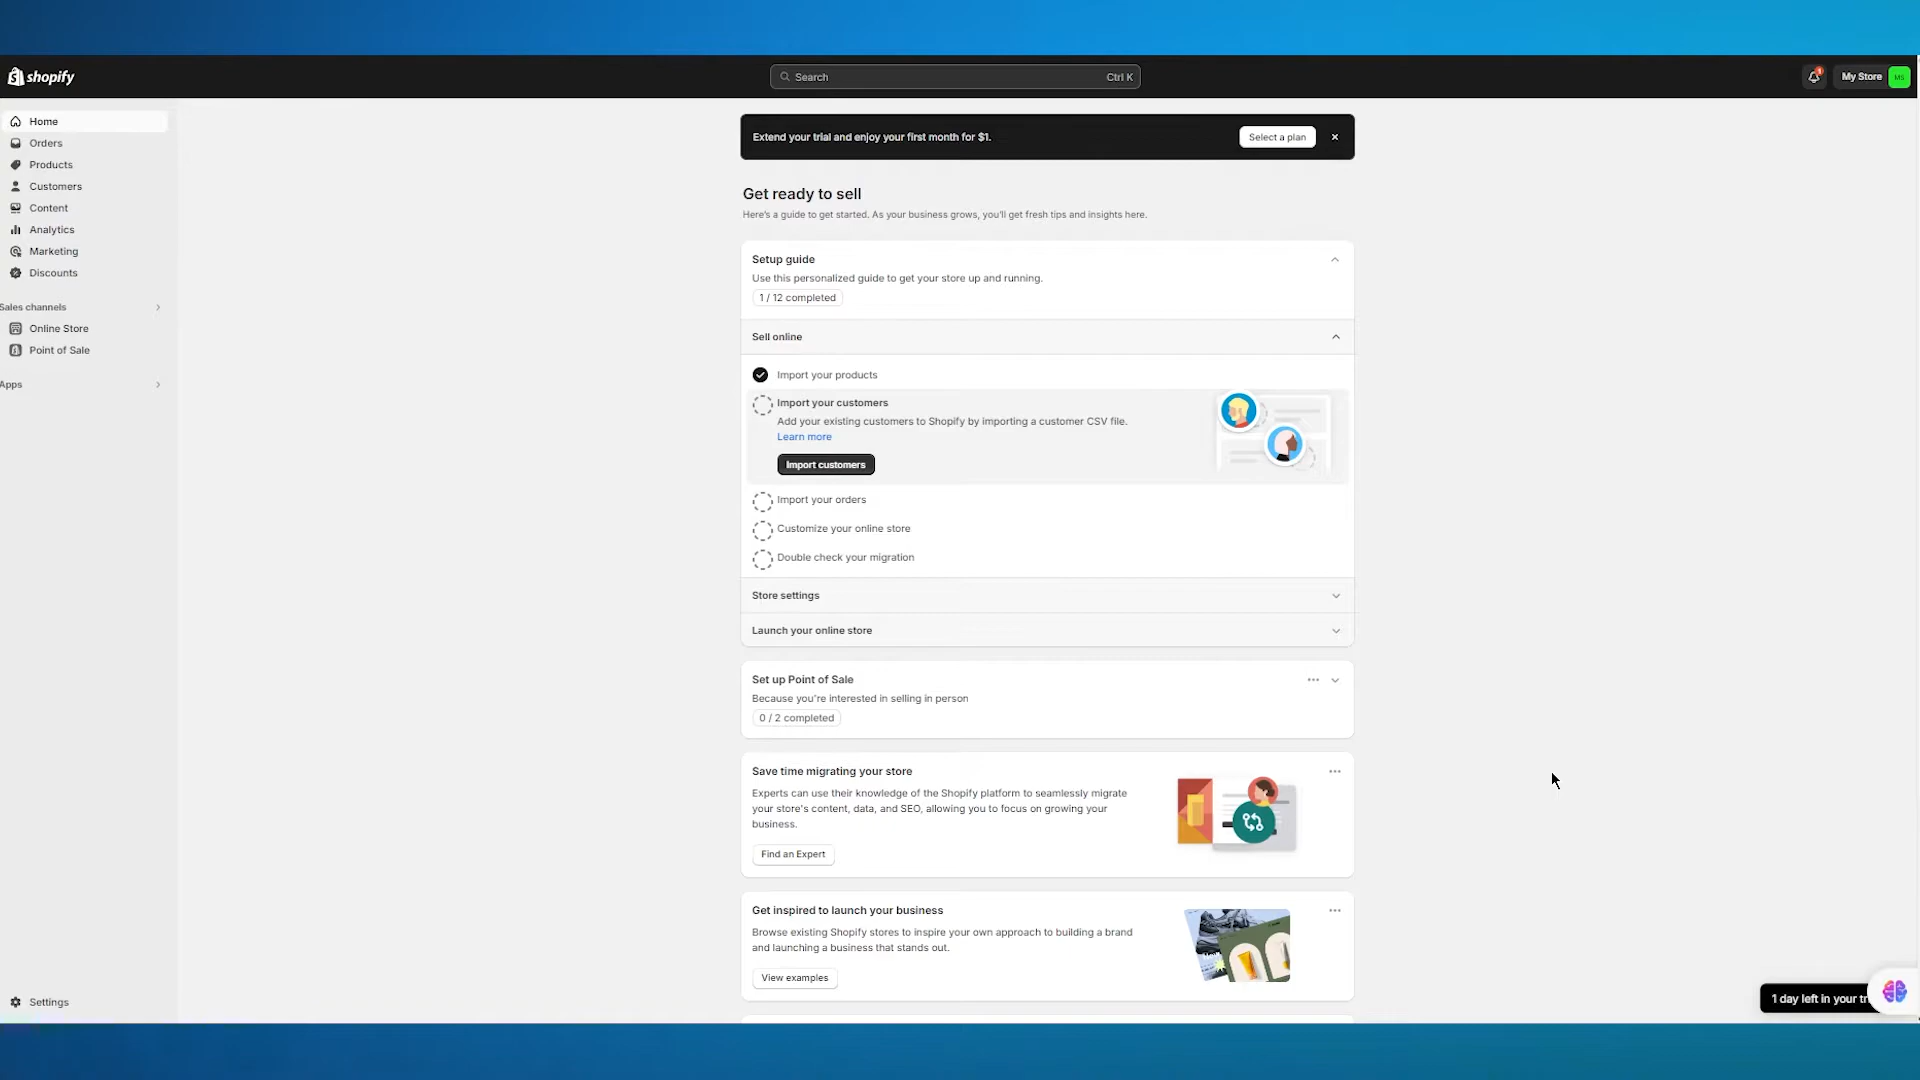 shopify
Search
Ctrl K
My Store
MS
Home
Orders
Products
Customers
Content
Analytics
Marketing
Discounts
Sales channels
Online Store
Point of Sale
Apps
Settings
Extend your trial and enjoy your first month for $1.
Select a plan
Get ready to sell
Here's a guide to get started. As your business grows, you'll get fresh tips and insights here.
Setup guide
Use this personalized guide to get your store up and running.
1 / 12 completed
Sell online
Import your products
Import your customers
Add your existing customers to Shopify by importing a customer CSV file.
Learn more
Import customers
Import your orders
Customize your online store
Double check your migration
Store settings
Launch your online store
Set up Point of Sale
Because you're interested in selling in person
0 / 2 completed
Save time migrating your store
Experts can use their knowledge of the Shopify platform to seamlessly migrate
your store's content, data, and SEO, allowing you to focus on growing your
business.
Find an Expert
Get inspired to launch your business
Browse existing Shopify stores to inspire your own approach to building a brand
and launching a business that stands out.
View examples
1 day left in your tr